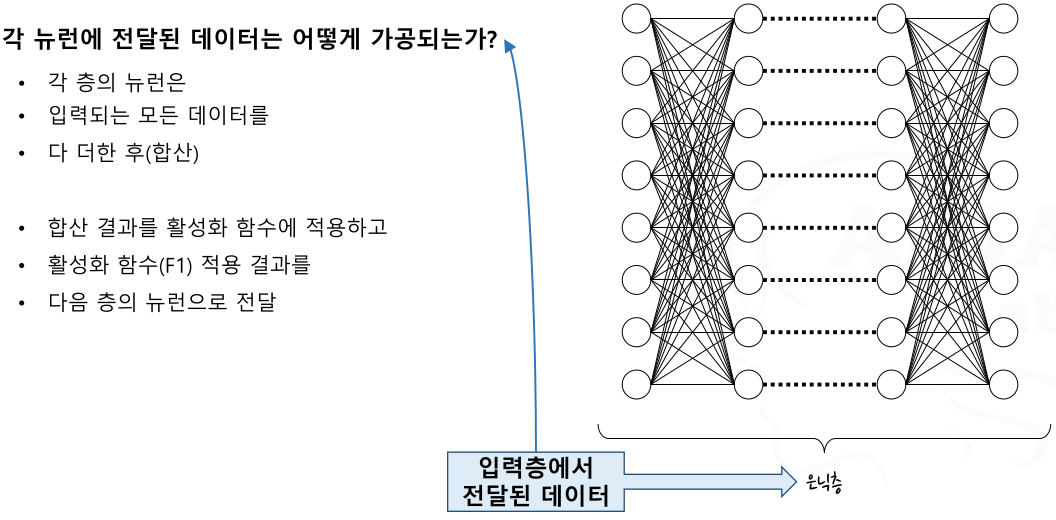 각 뉴런에 전달된 데이터는 어떻게 가공되는가?
• 각 층의 뉴런은
• 입력되는 모든 데이터를
• 다 더한 후(합산)
• 합산 결과를 활성화 함수에 적용하고
• 활성화 함수(F1) 적용 결과를
• 다음 층의 뉴런으로 전달
입력층에서
전달된 데이터
은닉층